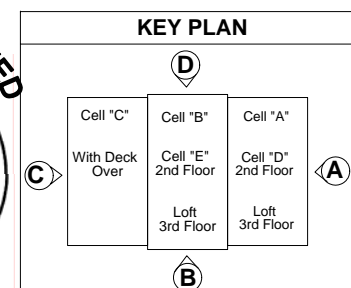 KEY PLAN
D
Cell "C"
With Deck
Over
Cell "B"
Cell "E"
2nd Floor
Loft
3rd Floor
Cell "A"
Cell "D"
2nd Floor
Loft
3rd Floor
C
A
B